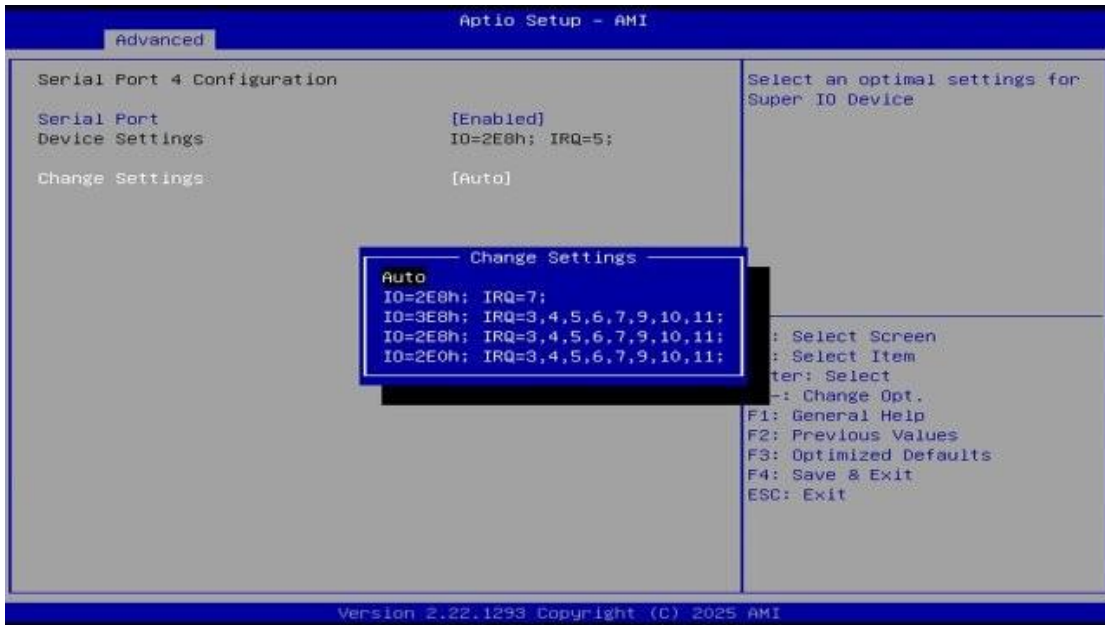 Aptio Setup - AMI
Advanced
Serial Port 4 Configuration
Serial Port [Enabled]
Device Settings IO=2E8h; IRQ=5;
Change Settings [Auto]
Select an optimal settings for
Super IO Device
Change Settings
Auto
IO=2E8h; IRQ=7;
IO=3E8h; IRQ=3,4,5,6,7,9,10,11;
IO=2E8h; IRQ=3,4,5,6,7,9,10,11;
IO=2E0h; IRQ=3,4,5,6,7,9,10,11;
: Select Screen
: Select Item
ter: Select
-: Change Opt.
F1: General Help
F2: Previous Values
F3: Optimized Defaults
F4: Save & Exit
ESC: Exit
Version 2.22.1293 Copyright (C) 2025 AMI